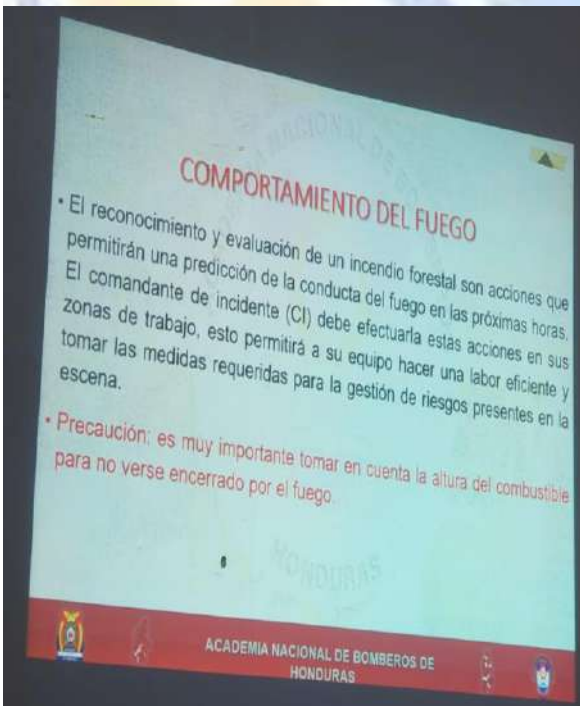 COMPORTAMIENTO DEL FUEGO
• El reconocimiento y evaluación de un incendio forestal son acciones que
permitirán una predicción de la conducta del fuego en las próximas horas.
El comandante de incidente (CI) debe efectuarla estas acciones en sus
zonas de trabajo, esto permitirá a su equipo hacer una labor eficiente y
tomar las medidas requeridas para la gestión de riesgos presentes en la
escena.
• Precaución: es muy importante tomar en cuenta la altura del combustible
para no verse encerrado por el fuego.
HONDURAS
ACADEMIA NACIONAL DE BOMBEROS DE
HONDURAS